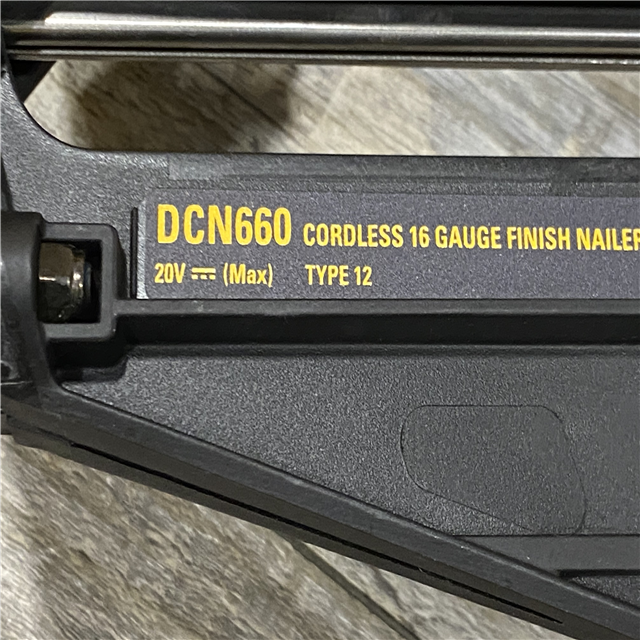 DCN660 CORDLESS 16 GAUGE FINISH NAILER
20V ⎓ (Max) TYPE 12